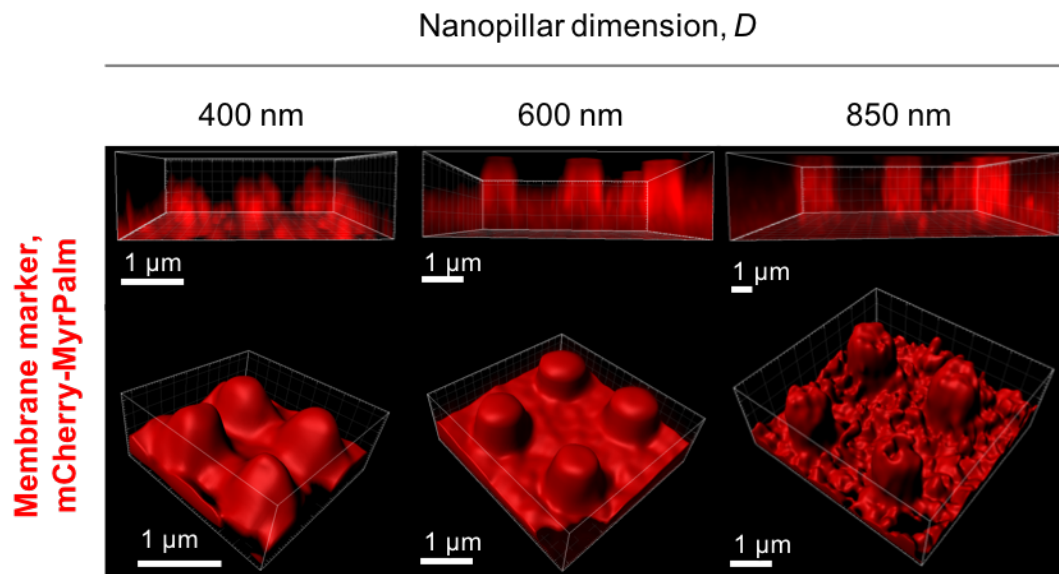 Nanopillar dimension, D
400 nm
600 nm
850 nm
Membrane marker,
mCherry-MyrPalm
1 μm
1 μm
1 μm
1 μm
1 μm
1 μm